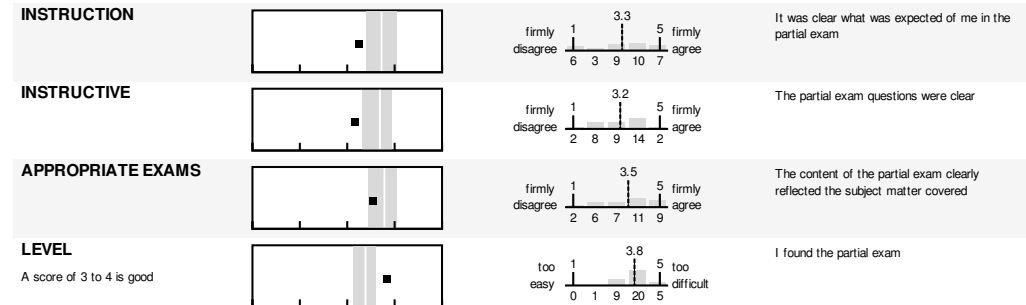 INSTRUCTION
firmly disagree
1
3.3
5
firmly agree
6 3 9 10 7
It was clear what was expected of me in the
partial exam
INSTRUCTIVE
firmly disagree
1
3.2
5
firmly agree
2 8 9 14 2
The partial exam questions were clear
APPROPRIATE EXAMS
firmly disagree
1
3.5
5
firmly agree
2 6 7 11 9
The content of the partial exam clearly
reflected the subject matter covered
LEVEL
A score of 3 to 4 is good
too easy
1
3.8
5
too difficult
0 1 9 20 5
I found the partial exam